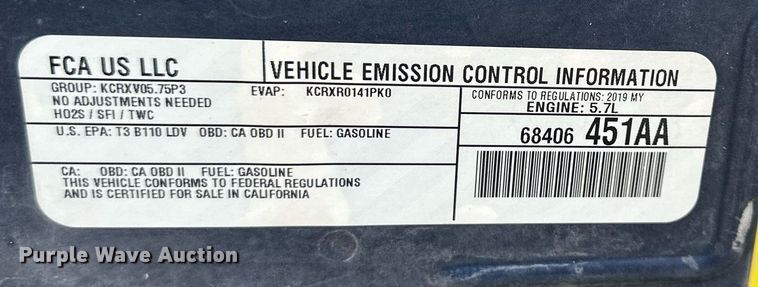 FCA US LLC
VEHICLE EMISSION CONTROL INFORMATION
GROUP: KCRXV05.75P3 EVAP: KCRXR0141PK0
NO ADJUSTMENTS NEEDED
HO2S / SFI / TWC
CONFORMS TO REGULATIONS: 2019 MY
ENGINE: 5.7L
U.S. EPA: T3 B110 LDV OBD: CA OBD II FUEL: GASOLINE
68406 451AA
CA: OBD: CA OBD II FUEL: GASOLINE
THIS VEHICLE CONFORMS TO FEDERAL REGULATIONS
AND IS CERTIFIED FOR SALE IN CALIFORNIA
Purple Wave Auction